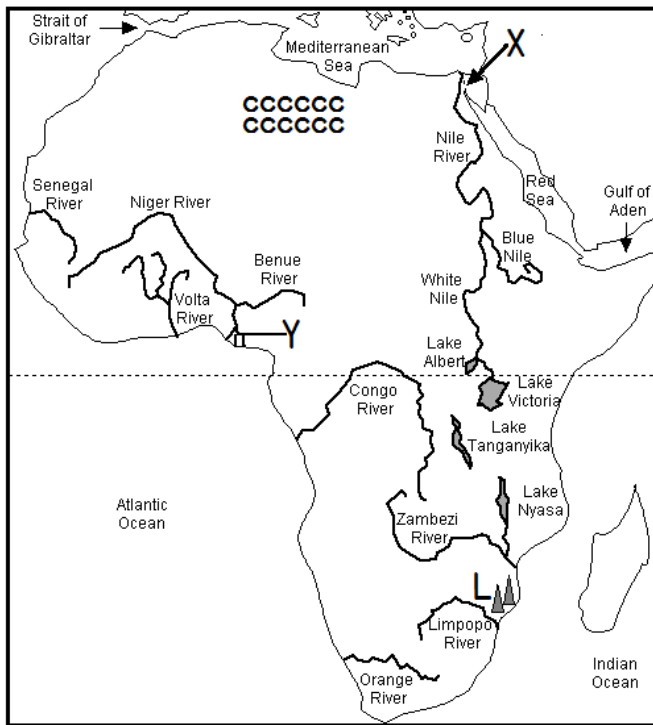 Strait of
Gibraltar
Mediterranean
Sea
X
CCCCCC
CCCCCC
Nile
River
Red
Sea
Gulf of
Aden
Senegal
River
Niger River
Benue
River
Blue
Nile
Volta
River
White
Nile
Y
Lake
Albert
Congo
River
Lake
Victoria
Lake
Tanganyika
Lake
Nyasa
Atlantic
Ocean
Zambezi
River
L
Limpopo
River
Orange
River
Indian
Ocean